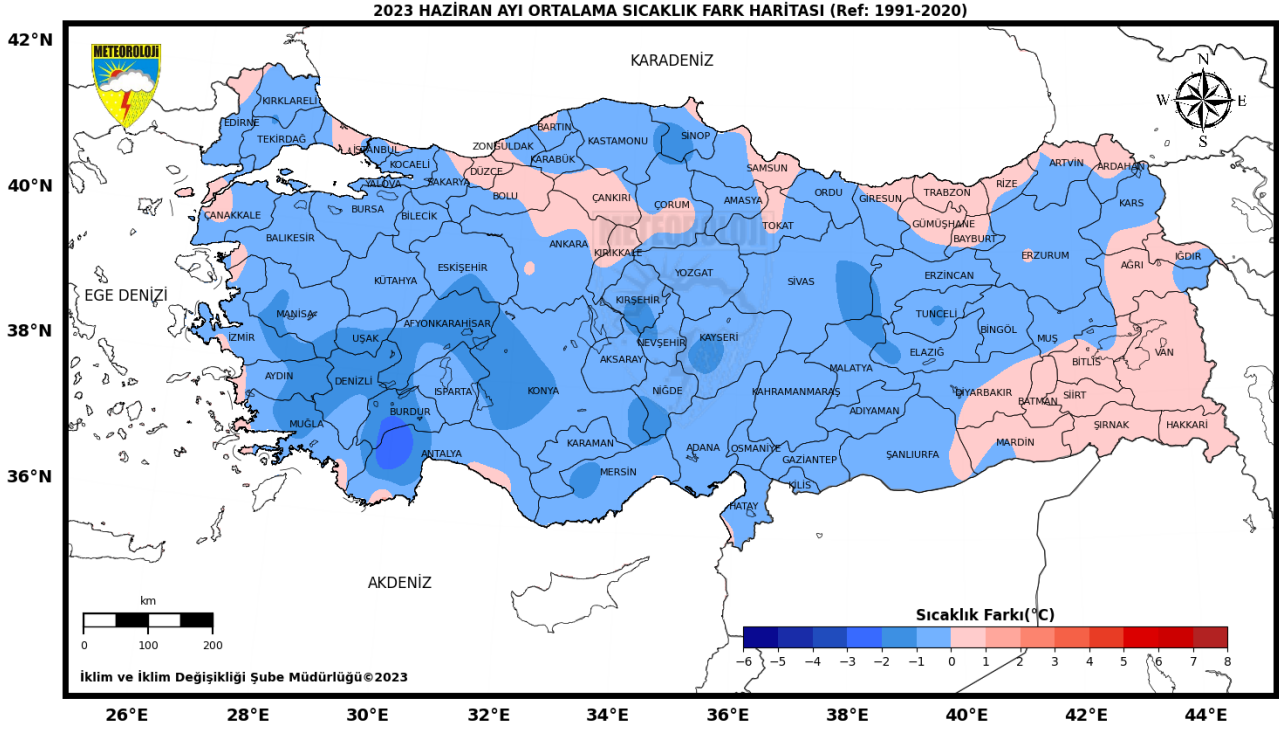 2023 HAZİRAN AYI ORTALAMA SICAKLIK FARK HARİTASI (Ref: 1991-2020)
42°N
40°N
38°N
36°N
METEOROLOJİ
KARADENİZ
N
W
E
S
EGE DENİZİ
AKDENİZ
KIRKLARELİ
EDİRNE
TEKİRDAĞ
İSTANBUL
KOCAELİ
YALOVA
SAKARYA
DÜZCE
ZONGULDAK
BARTIN
KARABÜK
KASTAMONU
SİNOP
SAMSUN
ORDU
GİRESUN
TRABZON
RİZE
ARTVİN
ARDAHAN
KARS
ÇANAKKALE
BALIKESİR
BURSA
BİLECİK
BOLU
ÇANKIRI
ÇORUM
AMASYA
TOKAT
GÜMÜŞHANE
BAYBURT
ERZURUM
AĞRI
IĞDIR
METEOROLOJİ
ANKARA
KIRIKKALE
ESKİŞEHİR
KÜTAHYA
YOZGAT
SİVAS
ERZİNCAN
TUNCELİ
BİNGÖL
MUŞ
BİTLİS
VAN
MANİSA
İZMİR
UŞAK
AFYONKARAHİSAR
KIRŞEHİR
NEVŞEHİR
KAYSERİ
AKSARAY
MALATYA
ELAZIĞ
DİYARBAKIR
BATMAN
SİİRT
AYDIN
DENİZLİ
ISPARTA
BURDUR
KONYA
NİĞDE
KAHRAMANMARAŞ
ADIYAMAN
MARDİN
ŞIRNAK
HAKKARİ
MUĞLA
ANTALYA
KARAMAN
MERSİN
ADANA
OSMANİYE
GAZİANTEP
ŞANLIURFA
KİLİS
HATAY
km
0 100 200
İklim ve İklim Değişikliği Şube Müdürlüğü©2023
Sıcaklık Farkı(°C)
−6 −5 −4 −3 −2 −1 0 1 2 3 4 5 6 7 8
26°E 28°E 30°E 32°E 34°E 36°E 38°E 40°E 42°E 44°E